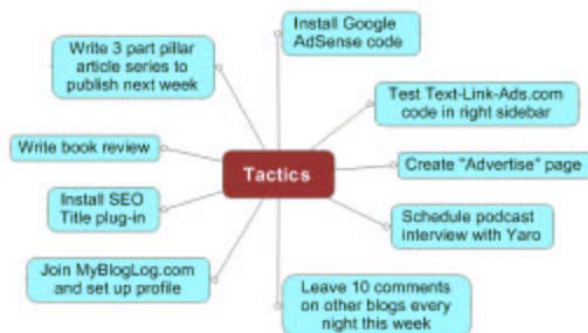 Install Google
AdSense code
Write 3 part pillar
article series to
publish next week
Test Text-Link-Ads.com
code in right sidebar
Write book review
Tactics
Create "Advertise" page
Install SEO
Title plug-in
Schedule podcast
interview with Yaro
Join MyBlogLog.com
and set up profile
Leave 10 comments
on other blogs every
night this week